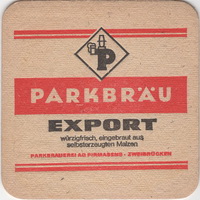 P
PARKBRÄU
EXPORT
würzigfrisch, eingebraut aus
selbsterzeugten Malzen
PARKBRAUEREI AG PIRMASENS - ZWEIBRÜCKEN